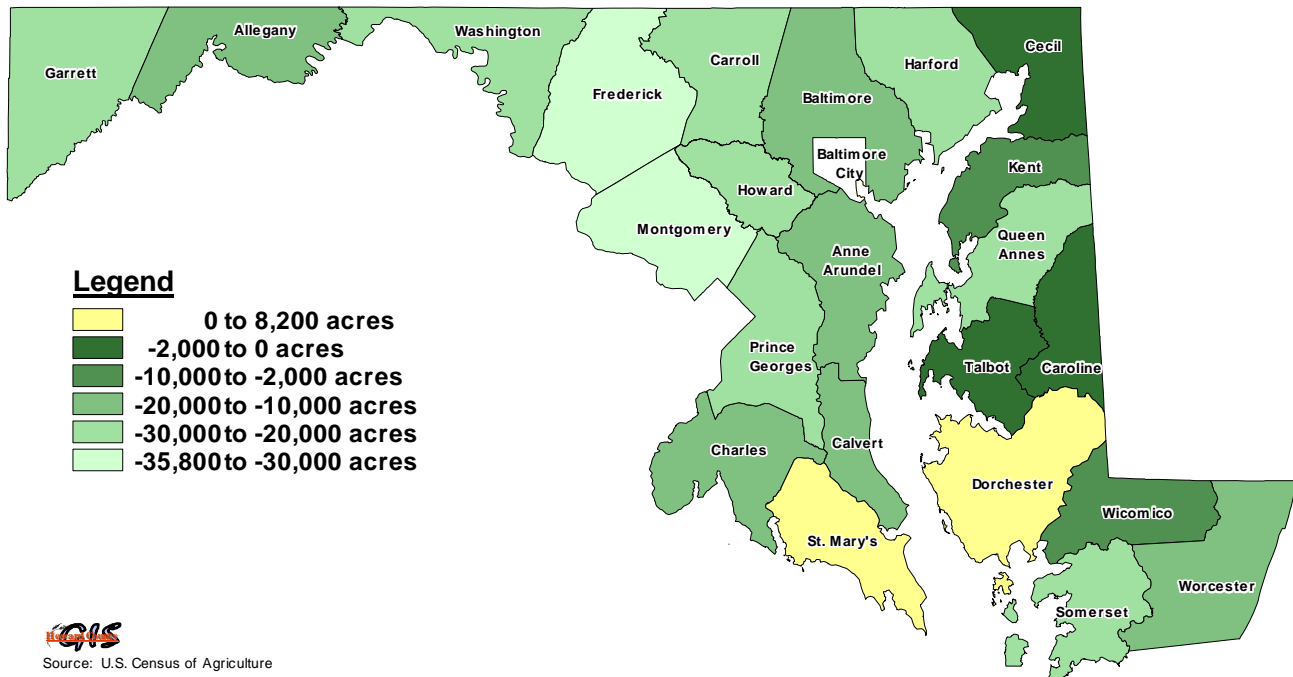 Garrett
Allegany
Washington
Frederick
Carroll
Baltimore
Harford
Cecil
Baltimore
City
Kent
Howard
Montgomery
Anne
Arundel
Queen
Annes
Prince
Georges
Talbot
Caroline
Charles
Calvert
Dorchester
St. Mary's
Wicomico
Worcester
Somerset
Legend
0 to 8,200 acres
-2,000 to 0 acres
-10,000 to -2,000 acres
-20,000 to -10,000 acres
-30,000 to -20,000 acres
-35,800 to -30,000 acres
Howard County
GIS
Source: U.S. Census of Agriculture